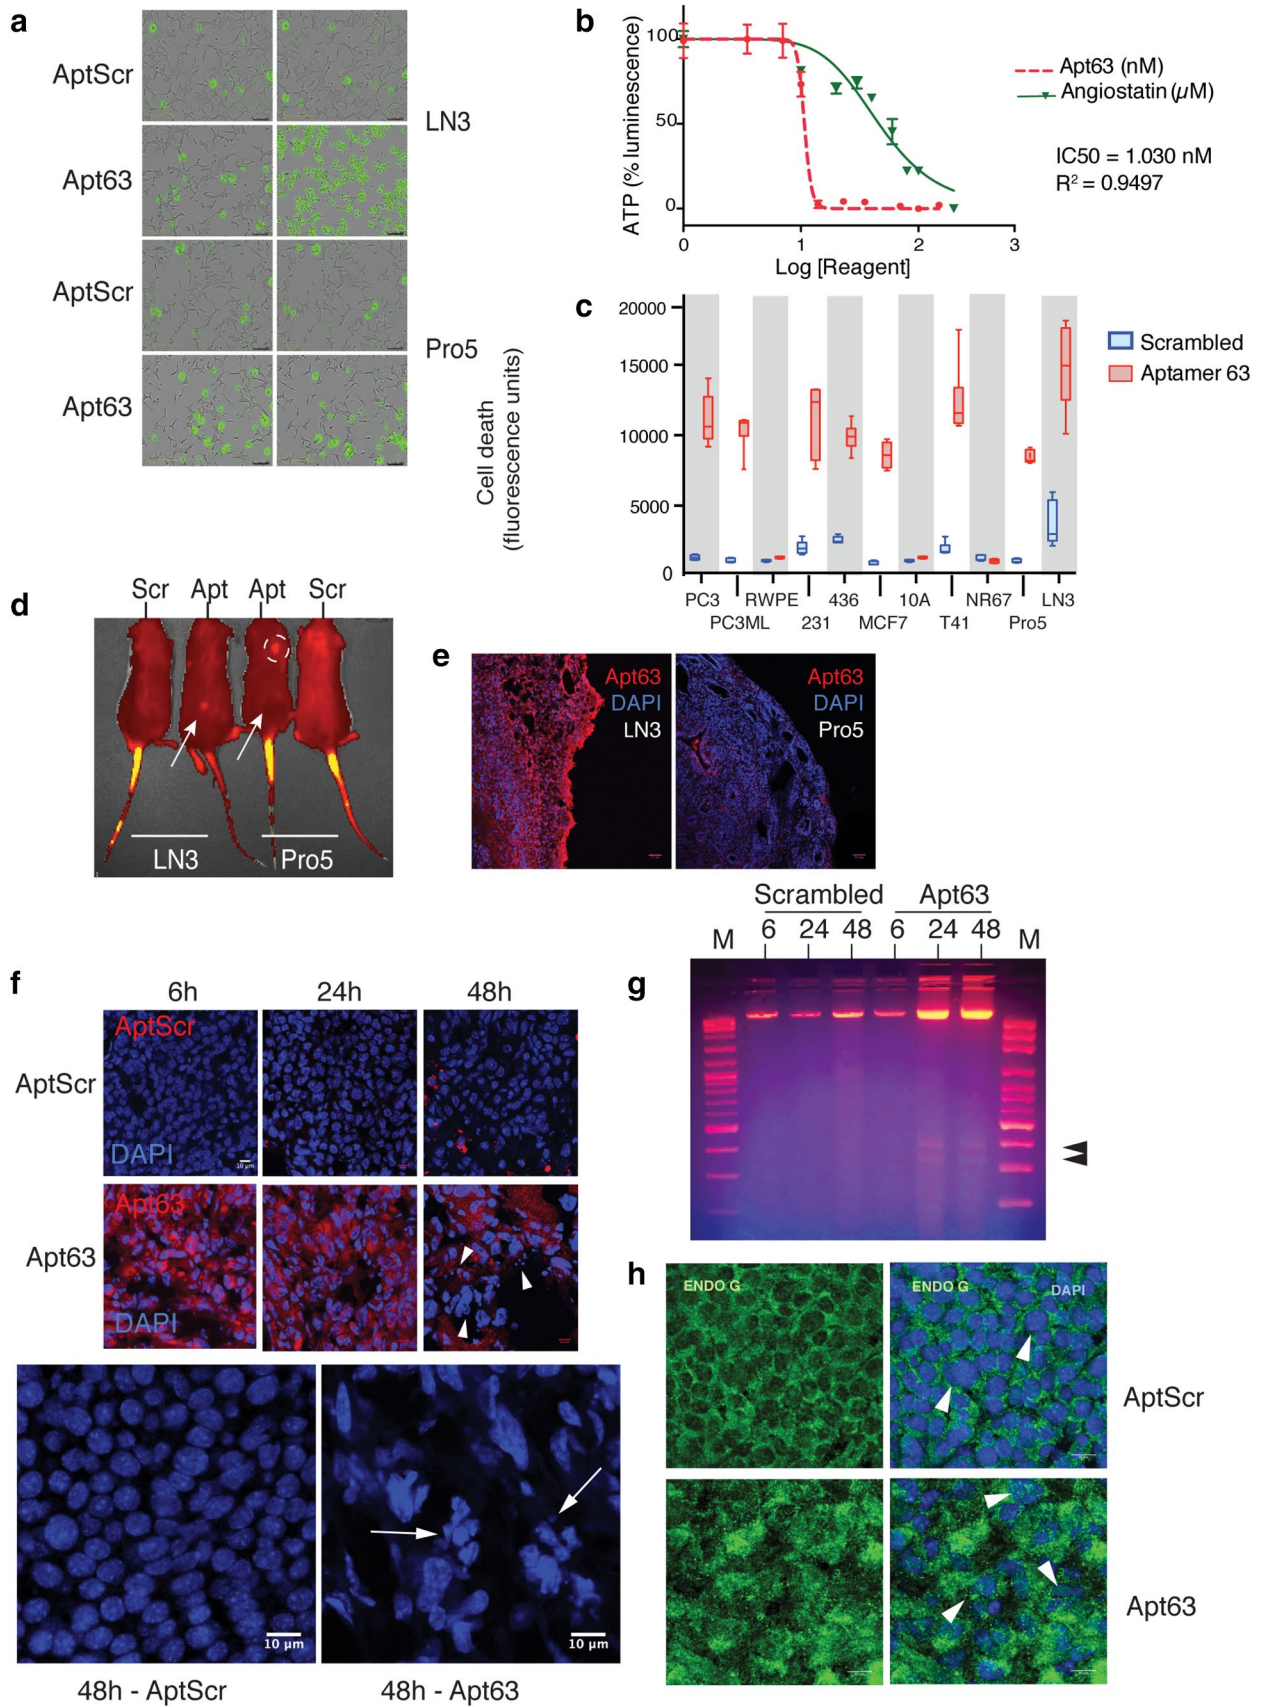 a
AptScr
Apt63
LN3
AptScr
Apt63
Pro5
b
ATP (% luminescence)
100
50
0
0 1 2 3
Log [Reagent]
Apt63 (nM)
Angiostatin (µM)
IC50 = 1.030 nM
R² = 0.9497
c
Cell death
(fluorescence units)
20000
15000
10000
5000
0
PC3 RWPE 436 10A NR67 LN3
PC3ML 231 MCF7 T41 Pro5
Scrambled
Aptamer 63
d
Scr Apt Apt Scr
LN3 Pro5
e
Apt63
DAPI
LN3
Apt63
DAPI
Pro5
f
6h 24h 48h
AptScr
AptScr
DAPI
10 µm
Apt63
Apt63
DAPI
10 µm
10 µm
48h - AptScr
48h - Apt63
g
Scrambled Apt63
M 6 24 48 6 24 48 M
h
ENDO G
ENDO G DAPI
AptScr
Apt63